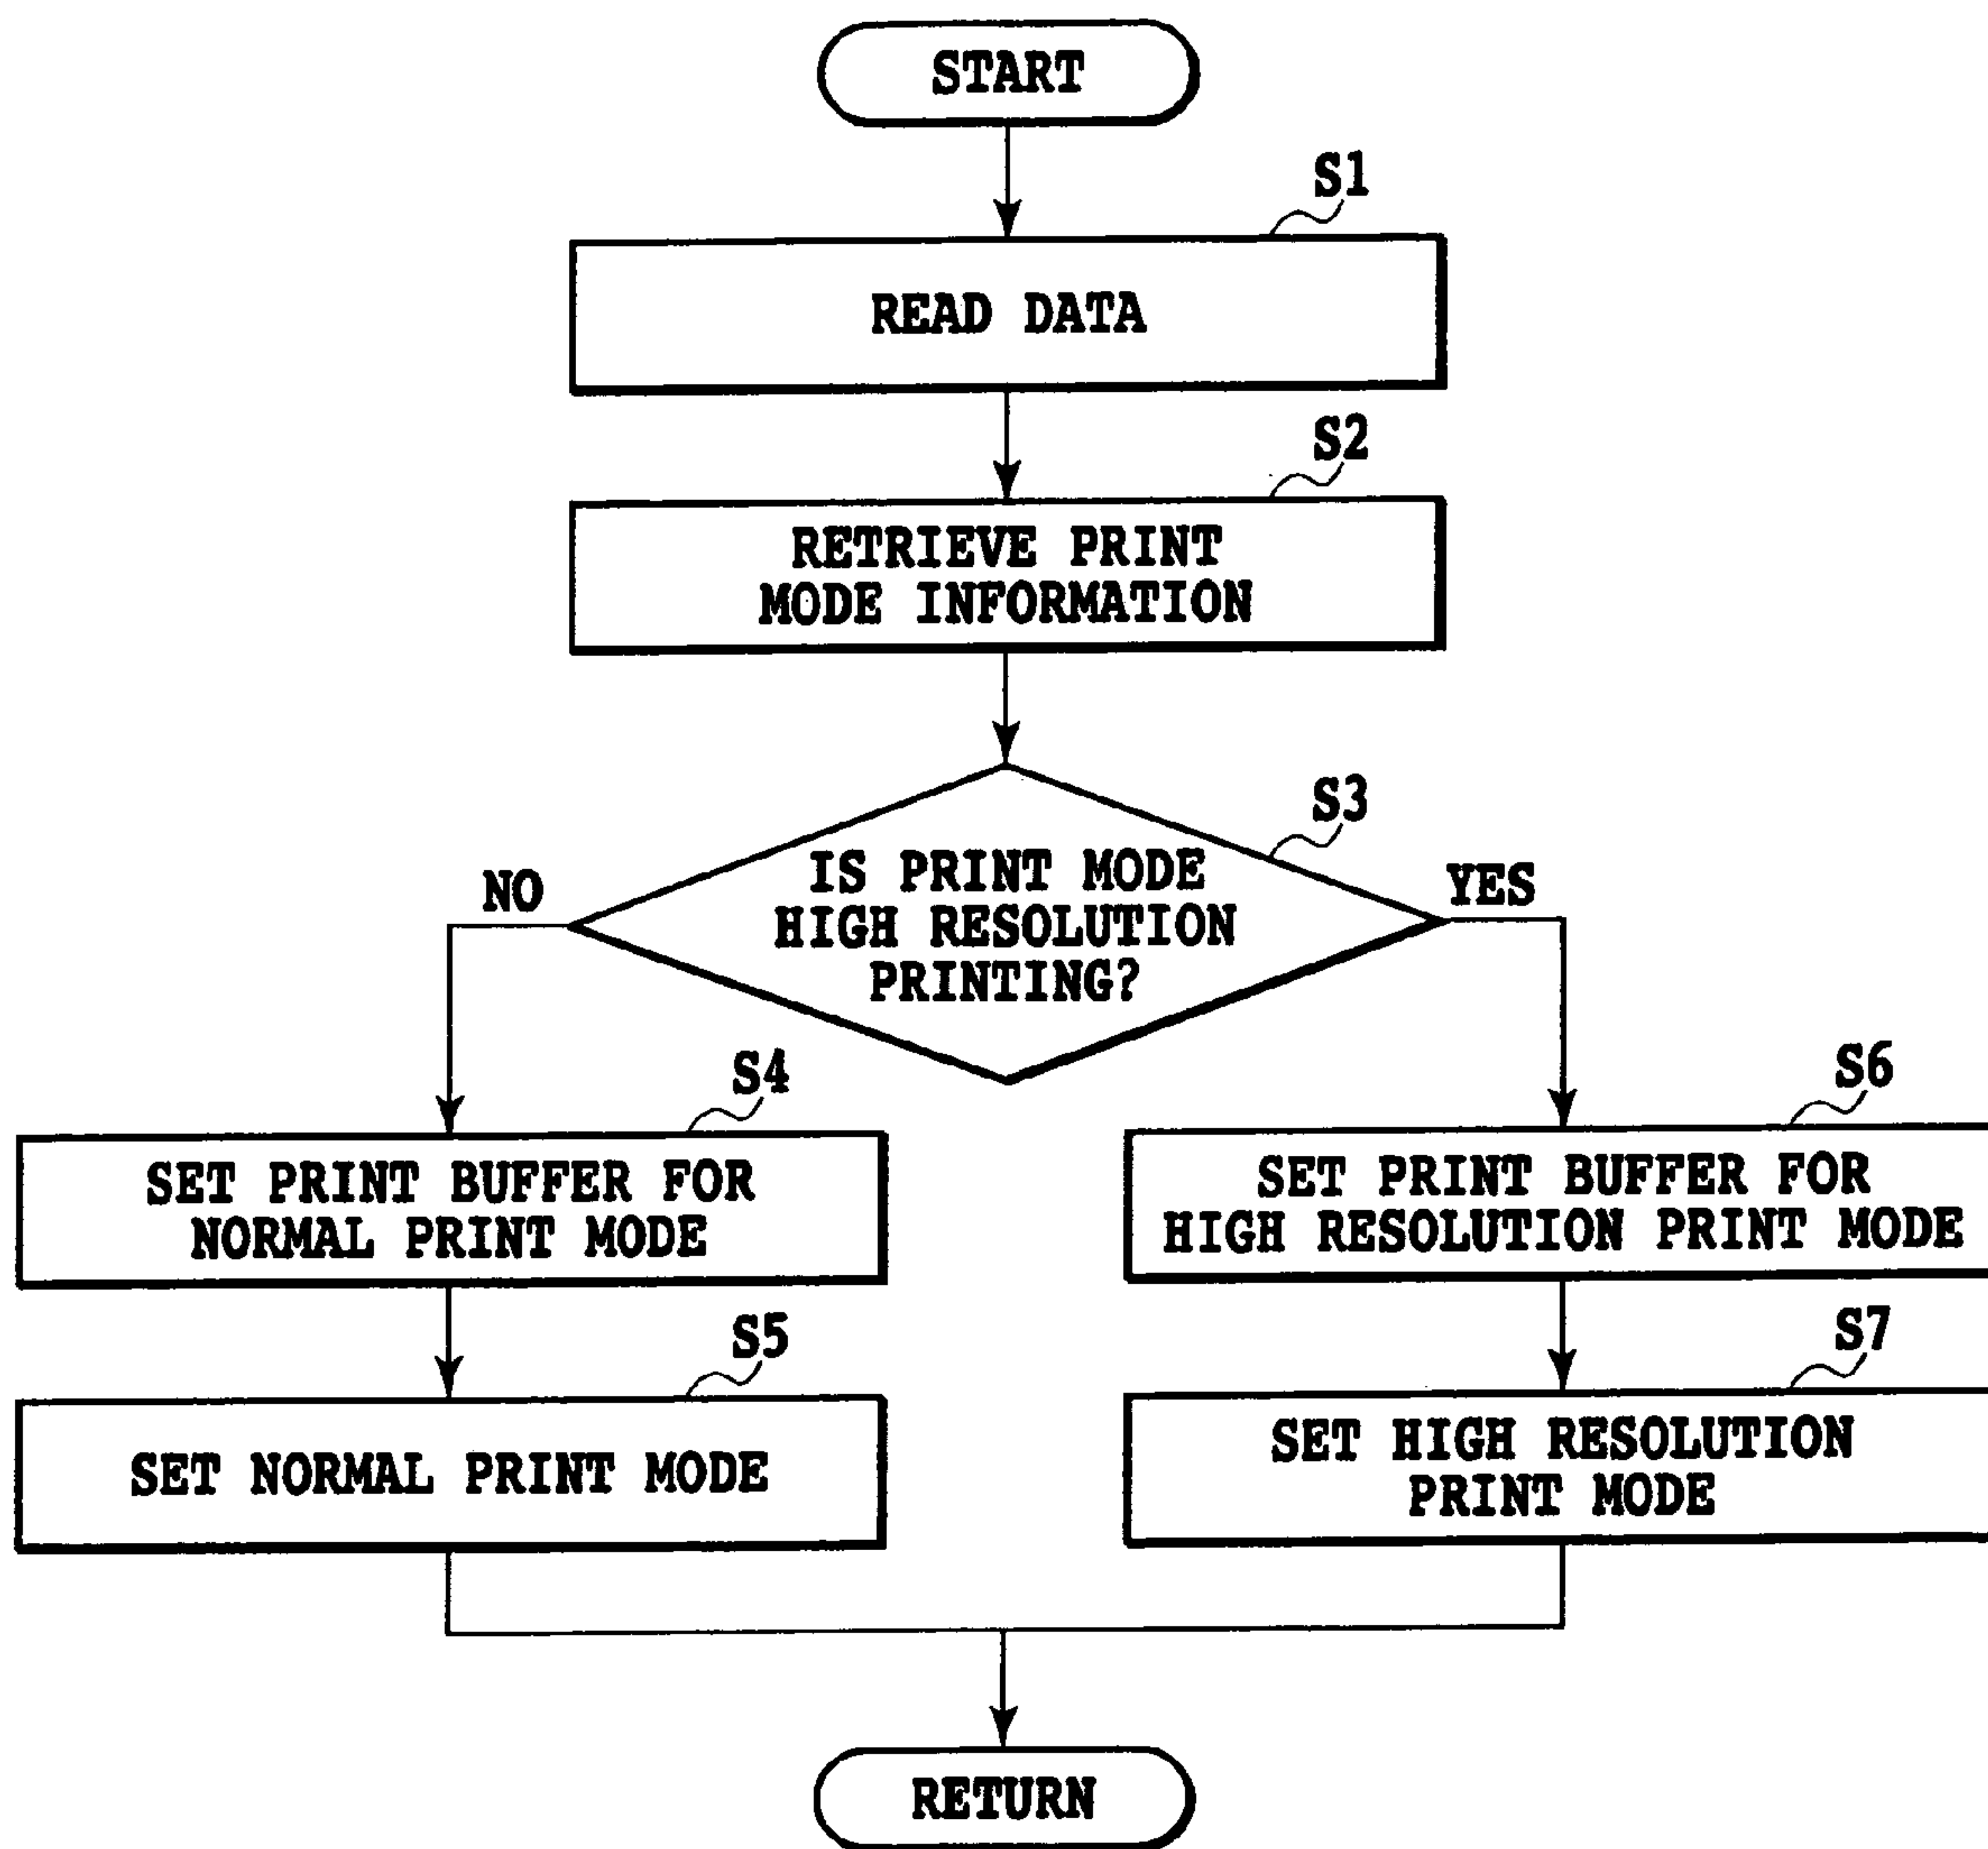 START
S1
READ DATA
S2
RETRIEVE PRINT
MODE INFORMATION
S3
IS PRINT MODE
HIGH RESOLUTION
PRINTING?
NO
YES
S4
SET PRINT BUFFER FOR
NORMAL PRINT MODE
S6
SET PRINT BUFFER FOR
HIGH RESOLUTION PRINT MODE
S5
SET NORMAL PRINT MODE
S7
SET HIGH RESOLUTION
PRINT MODE
RETURN